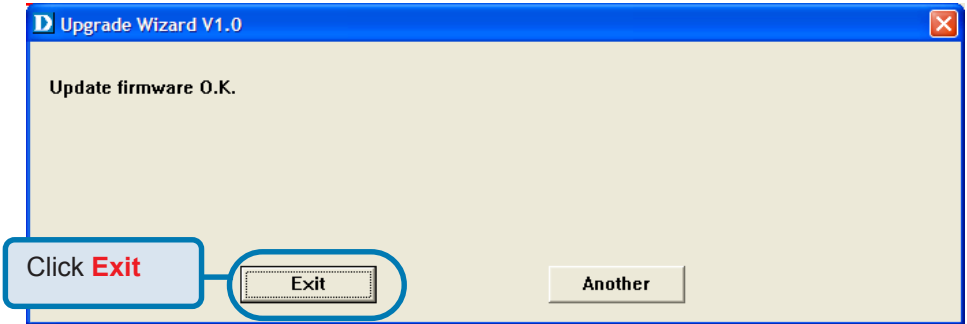 D Upgrade Wizard V1.0
Update firmware O.K.
Click Exit
Exit
Another